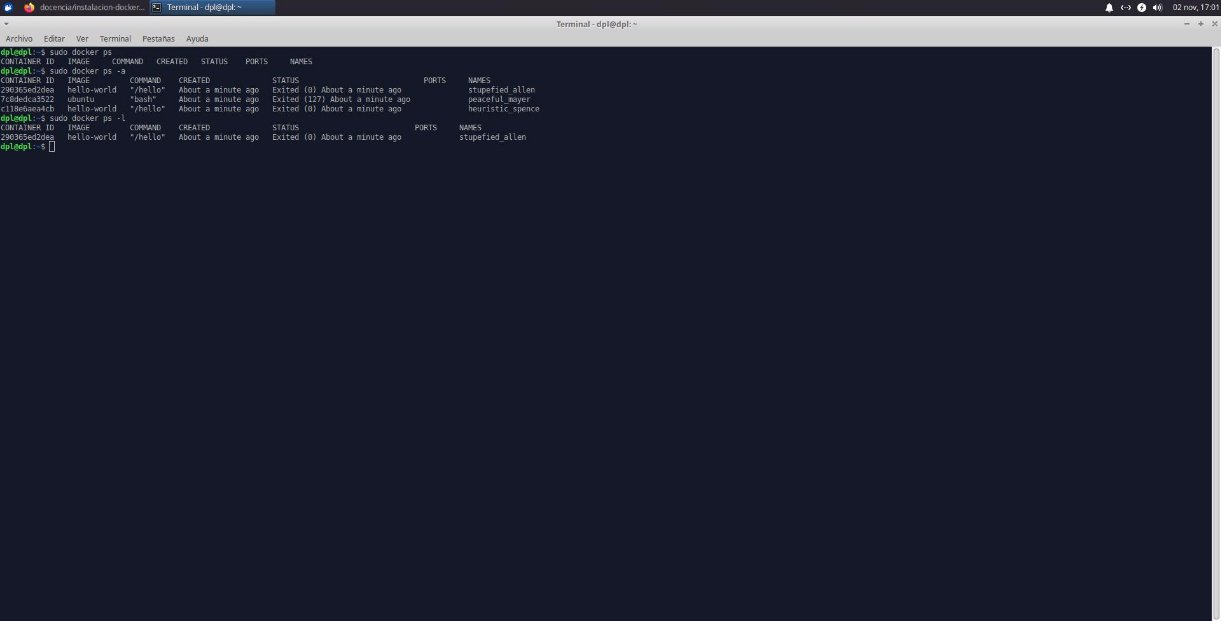 docencia/instalacion-docker... Terminal - dpl@dpl: ~ 02 nov, 17:01
Terminal - dpl@dpl: ~
Archivo Editar Ver Terminal Pestañas Ayuda
dpl@dpl:~$ sudo docker ps
CONTAINER ID   IMAGE     COMMAND   CREATED   STATUS    PORTS     NAMES
dpl@dpl:~$ sudo docker ps -a
CONTAINER ID   IMAGE         COMMAND    CREATED              STATUS                            PORTS     NAMES
290365ed2dea   hello-world   "/hello"   About a minute ago   Exited (0) About a minute ago               stupefied_allen
7c8dedca3522   ubuntu        "bash"     About a minute ago   Exited (127) About a minute ago             peaceful_mayer
c118e6aea4cb   hello-world   "/hello"   About a minute ago   Exited (0) About a minute ago               heuristic_spence
dpl@dpl:~$ sudo docker ps -l
CONTAINER ID   IMAGE         COMMAND    CREATED              STATUS                          PORTS     NAMES
290365ed2dea   hello-world   "/hello"   About a minute ago   Exited (0) About a minute ago             stupefied_allen
dpl@dpl:~$